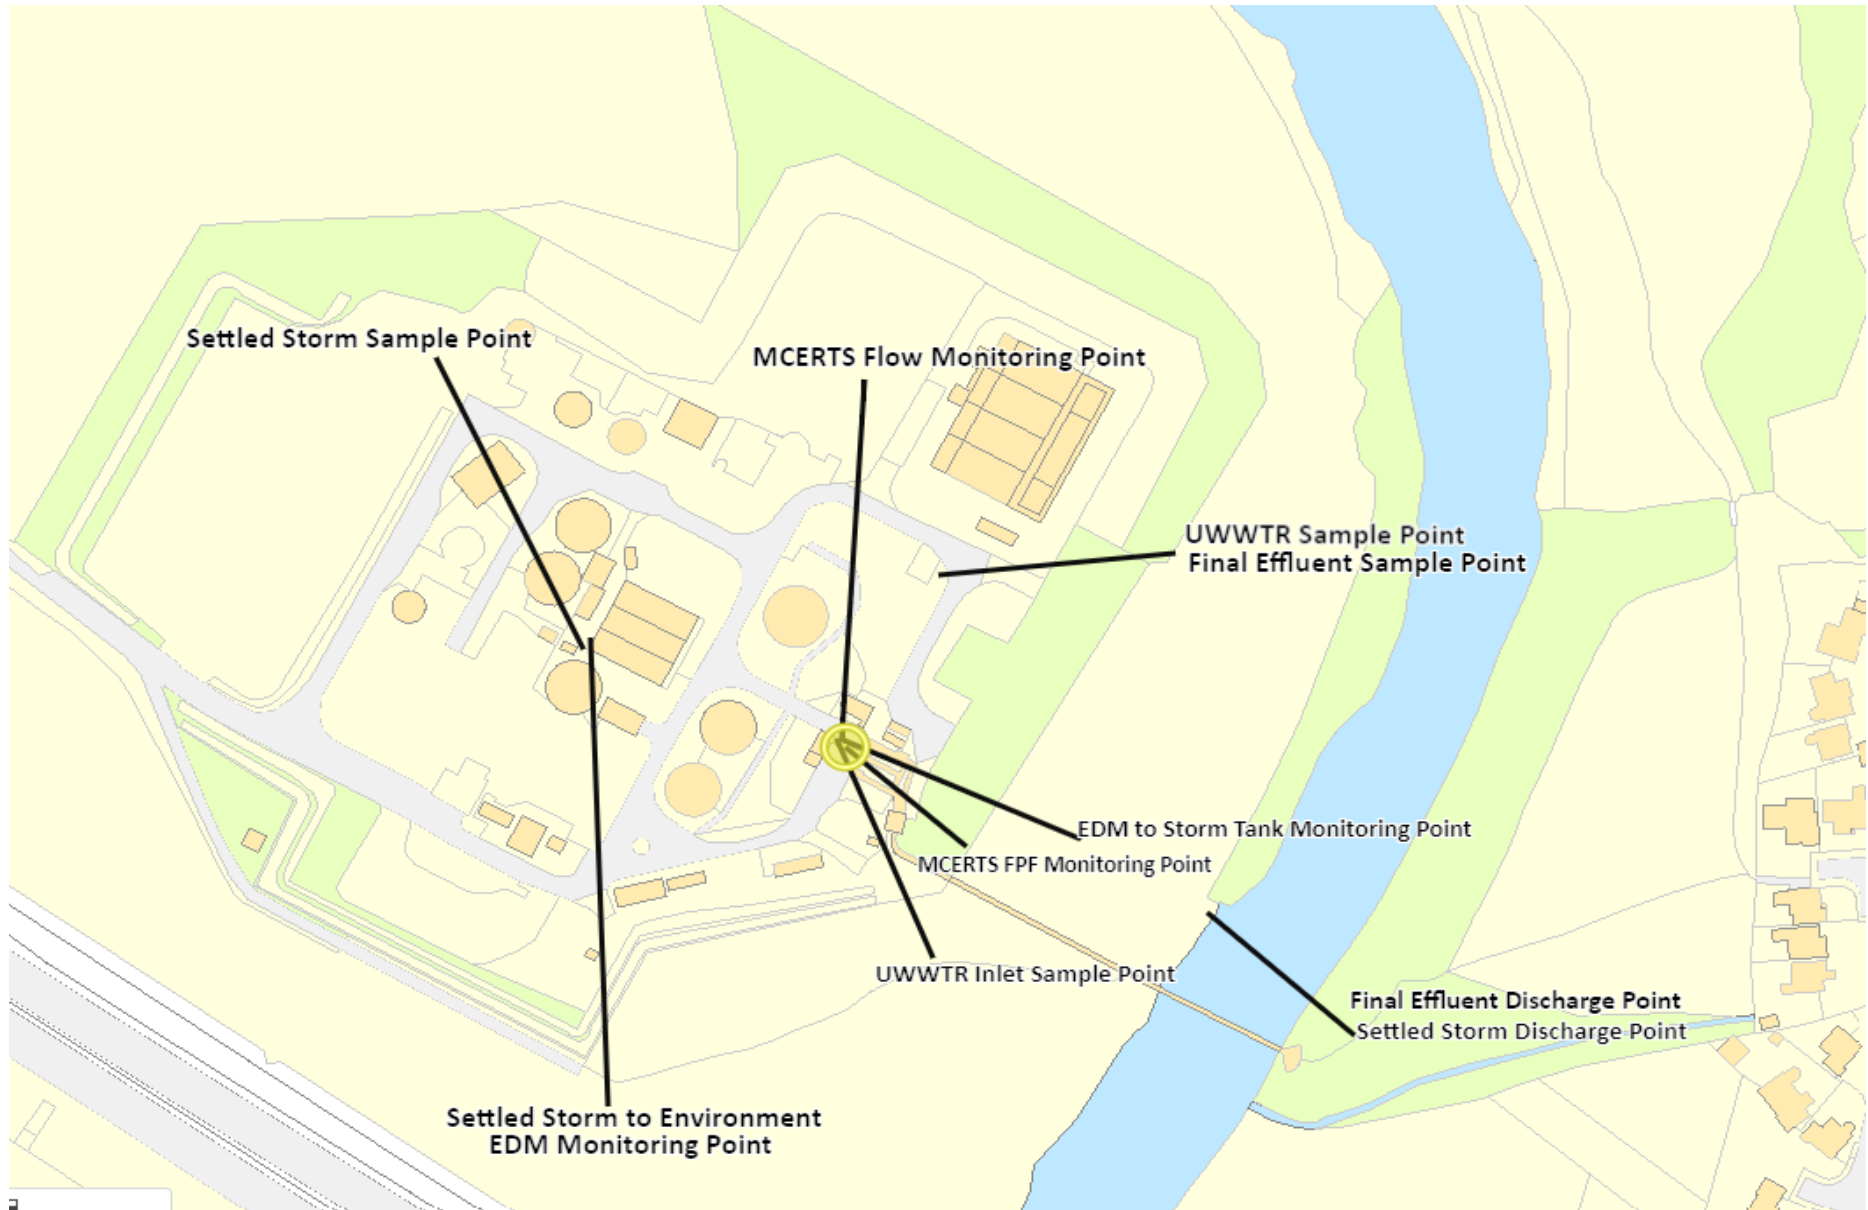 Settled Storm Sample Point
MCERTS Flow Monitoring Point
UWWTR Sample Point
Final Effluent Sample Point
EDM to Storm Tank Monitoring Point
MCERTS FPF Monitoring Point
UWWTR Inlet Sample Point
Final Effluent Discharge Point
Settled Storm Discharge Point
Settled Storm to Environment
EDM Monitoring Point